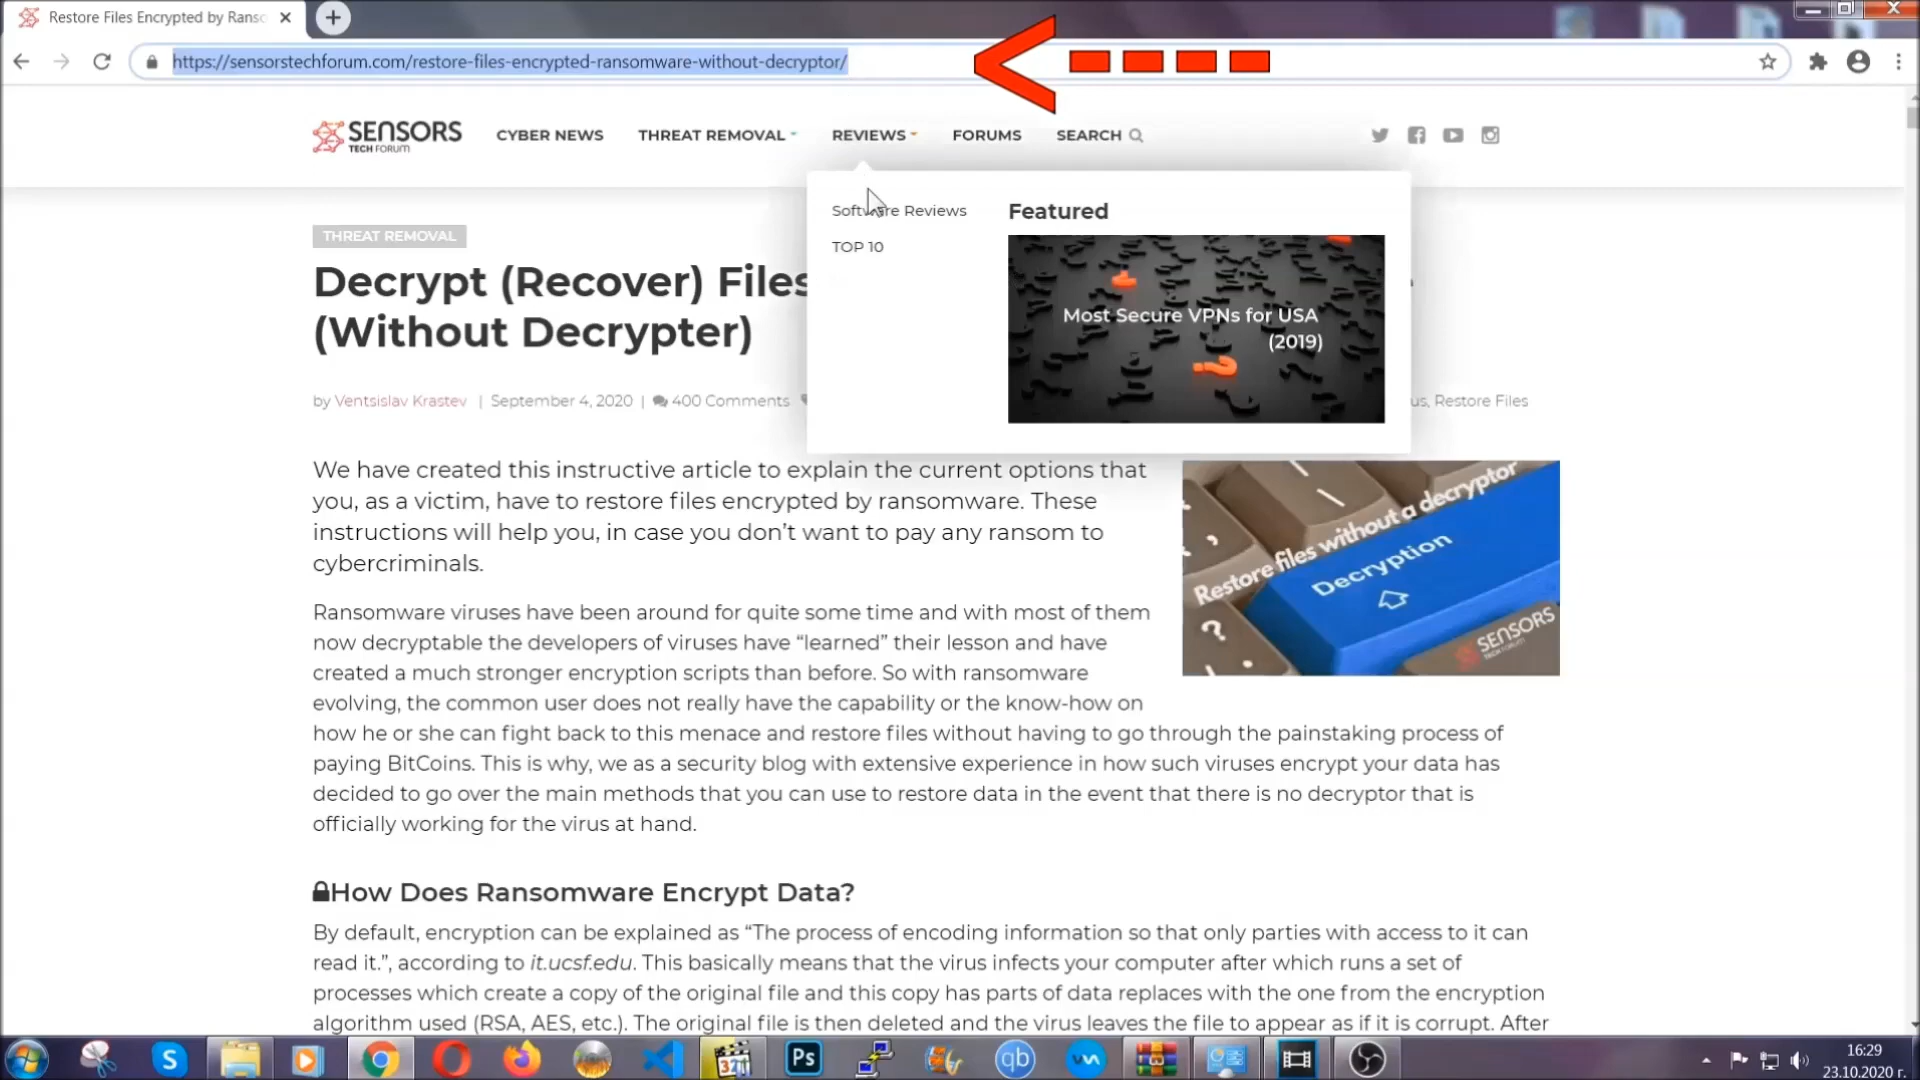 Restore Files Encrypted by Ranso
https://sensorstechforum.com/restore-files-encrypted-ransomware-without-decryptor/
SENSORS
TECH FORUM
CYBER NEWS
THREAT REMOVAL
REVIEWS
FORUMS
SEARCH
Software Reviews
TOP 10
Featured
Most Secure VPNs for USA
(2019)
THREAT REMOVAL
Decrypt (Recover) Files
(Without Decrypter)
by Ventsislav Krastev | September 4, 2020 | 400 Comments
us, Restore Files
We have created this instructive article to explain the current options that
you, as a victim, have to restore files encrypted by ransomware. These
instructions will help you, in case you don’t want to pay any ransom to
cybercriminals.
Restore files without a decryptor
Decryption
SENSORS
Ransomware viruses have been around for quite some time and with most of them
now decryptable the developers of viruses have “learned” their lesson and have
created a much stronger encryption scripts than before. So with ransomware
evolving, the common user does not really have the capability or the know-how on
how he or she can fight back to this menace and restore files without having to go through the painstaking process of
paying BitCoins. This is why, we as a security blog with extensive experience in how such viruses encrypt your data has
decided to go over the main methods that you can use to restore data in the event that there is no decryptor that is
officially working for the virus at hand.
How Does Ransomware Encrypt Data?
By default, encryption can be explained as “The process of encoding information so that only parties with access to it can
read it.”, according to it.ucsf.edu. This basically means that the virus infects your computer after which runs a set of
processes which create a copy of the original file and this copy has parts of data replaces with the one from the encryption
algorithm used (RSA, AES, etc.). The original file is then deleted and the virus leaves the file to appear as if it is corrupt. After
S
321
Ps
qb
16:29
23.10.2020 г.